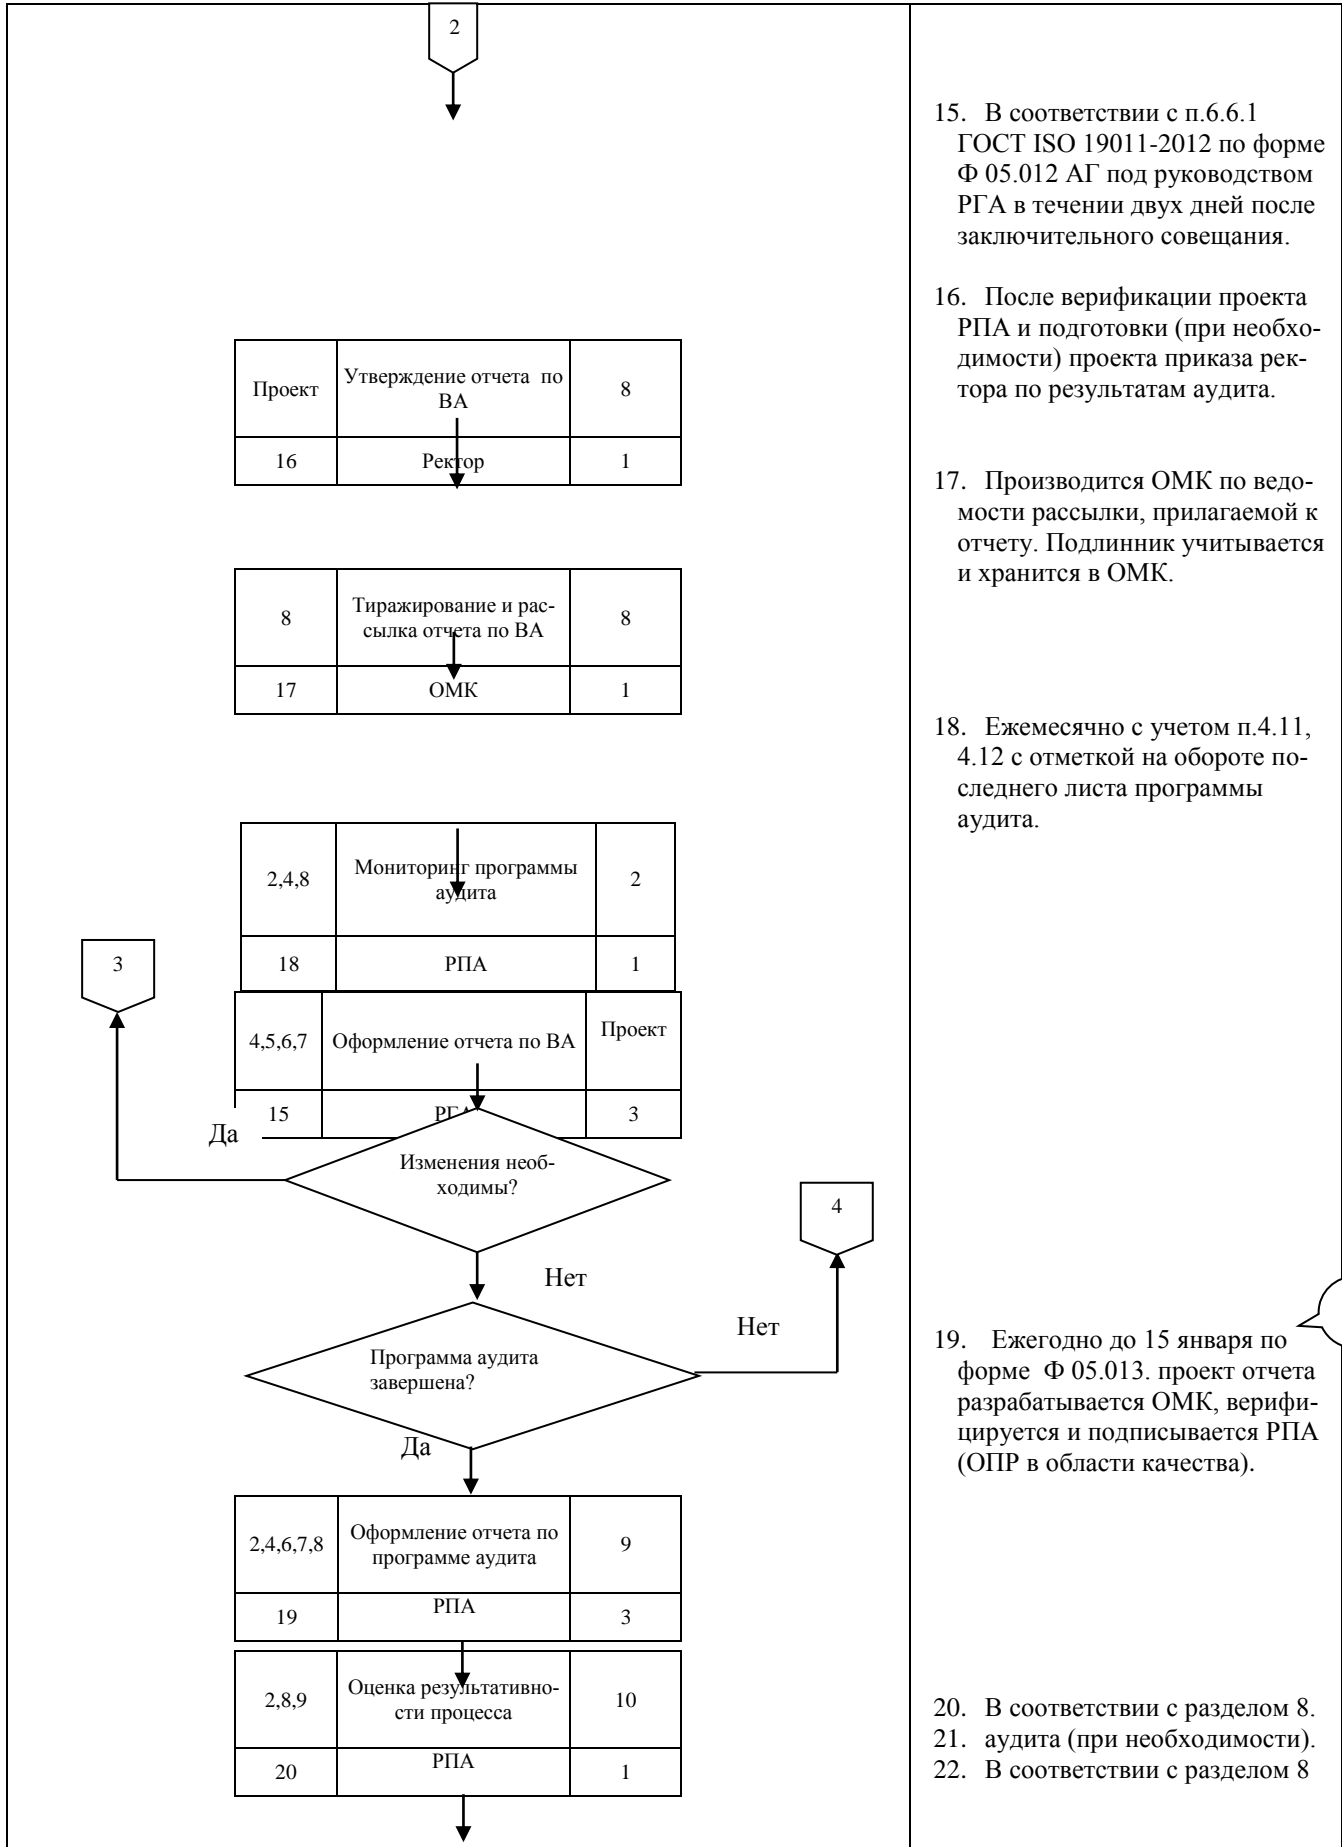 2
Проект
Утверждение отчета по
ВА
8
16
Ректор
1
8
Тиражирование и рас-
сылка отчета по ВА
8
17
ОМК
1
2,4,8
Мониторинг программы
аудита
2
18
РПА
1
3
4,5,6,7
Оформление отчета по ВА
Проект
15
РГА
3
Да
Изменения необ-
ходимы?
4
Нет
Нет
Программа аудита
завершена?
Да
2,4,6,7,8
Оформление отчета по
программе аудита
9
19
РПА
3
2,8,9
Оценка результативно-
сти процесса
10
20
РПА
1
15. В соответствии с п.6.6.1
ГОСТ ISO 19011-2012 по форме
Ф 05.012 АГ под руководством
РГА в течении двух дней после
заключительного совещания.
16. После верификации проекта
РПА и подготовки (при необхо-
димости) проекта приказа рек-
тора по результатам аудита.
17. Производится ОМК по ведо-
мости рассылки, прилагаемой к
отчету. Подлинник учитывается
и хранится в ОМК.
18. Ежемесячно с учетом п.4.11,
4.12 с отметкой на обороте по-
следнего листа программы
аудита.
19. Ежегодно до 15 января по
форме Ф 05.013. проект отчета
разрабатывается ОМК, верифи-
цируется и подписывается РПА
(ОПР в области качества).
20. В соответствии с разделом 8.
21. аудита (при необходимости).
22. В соответствии с разделом 8